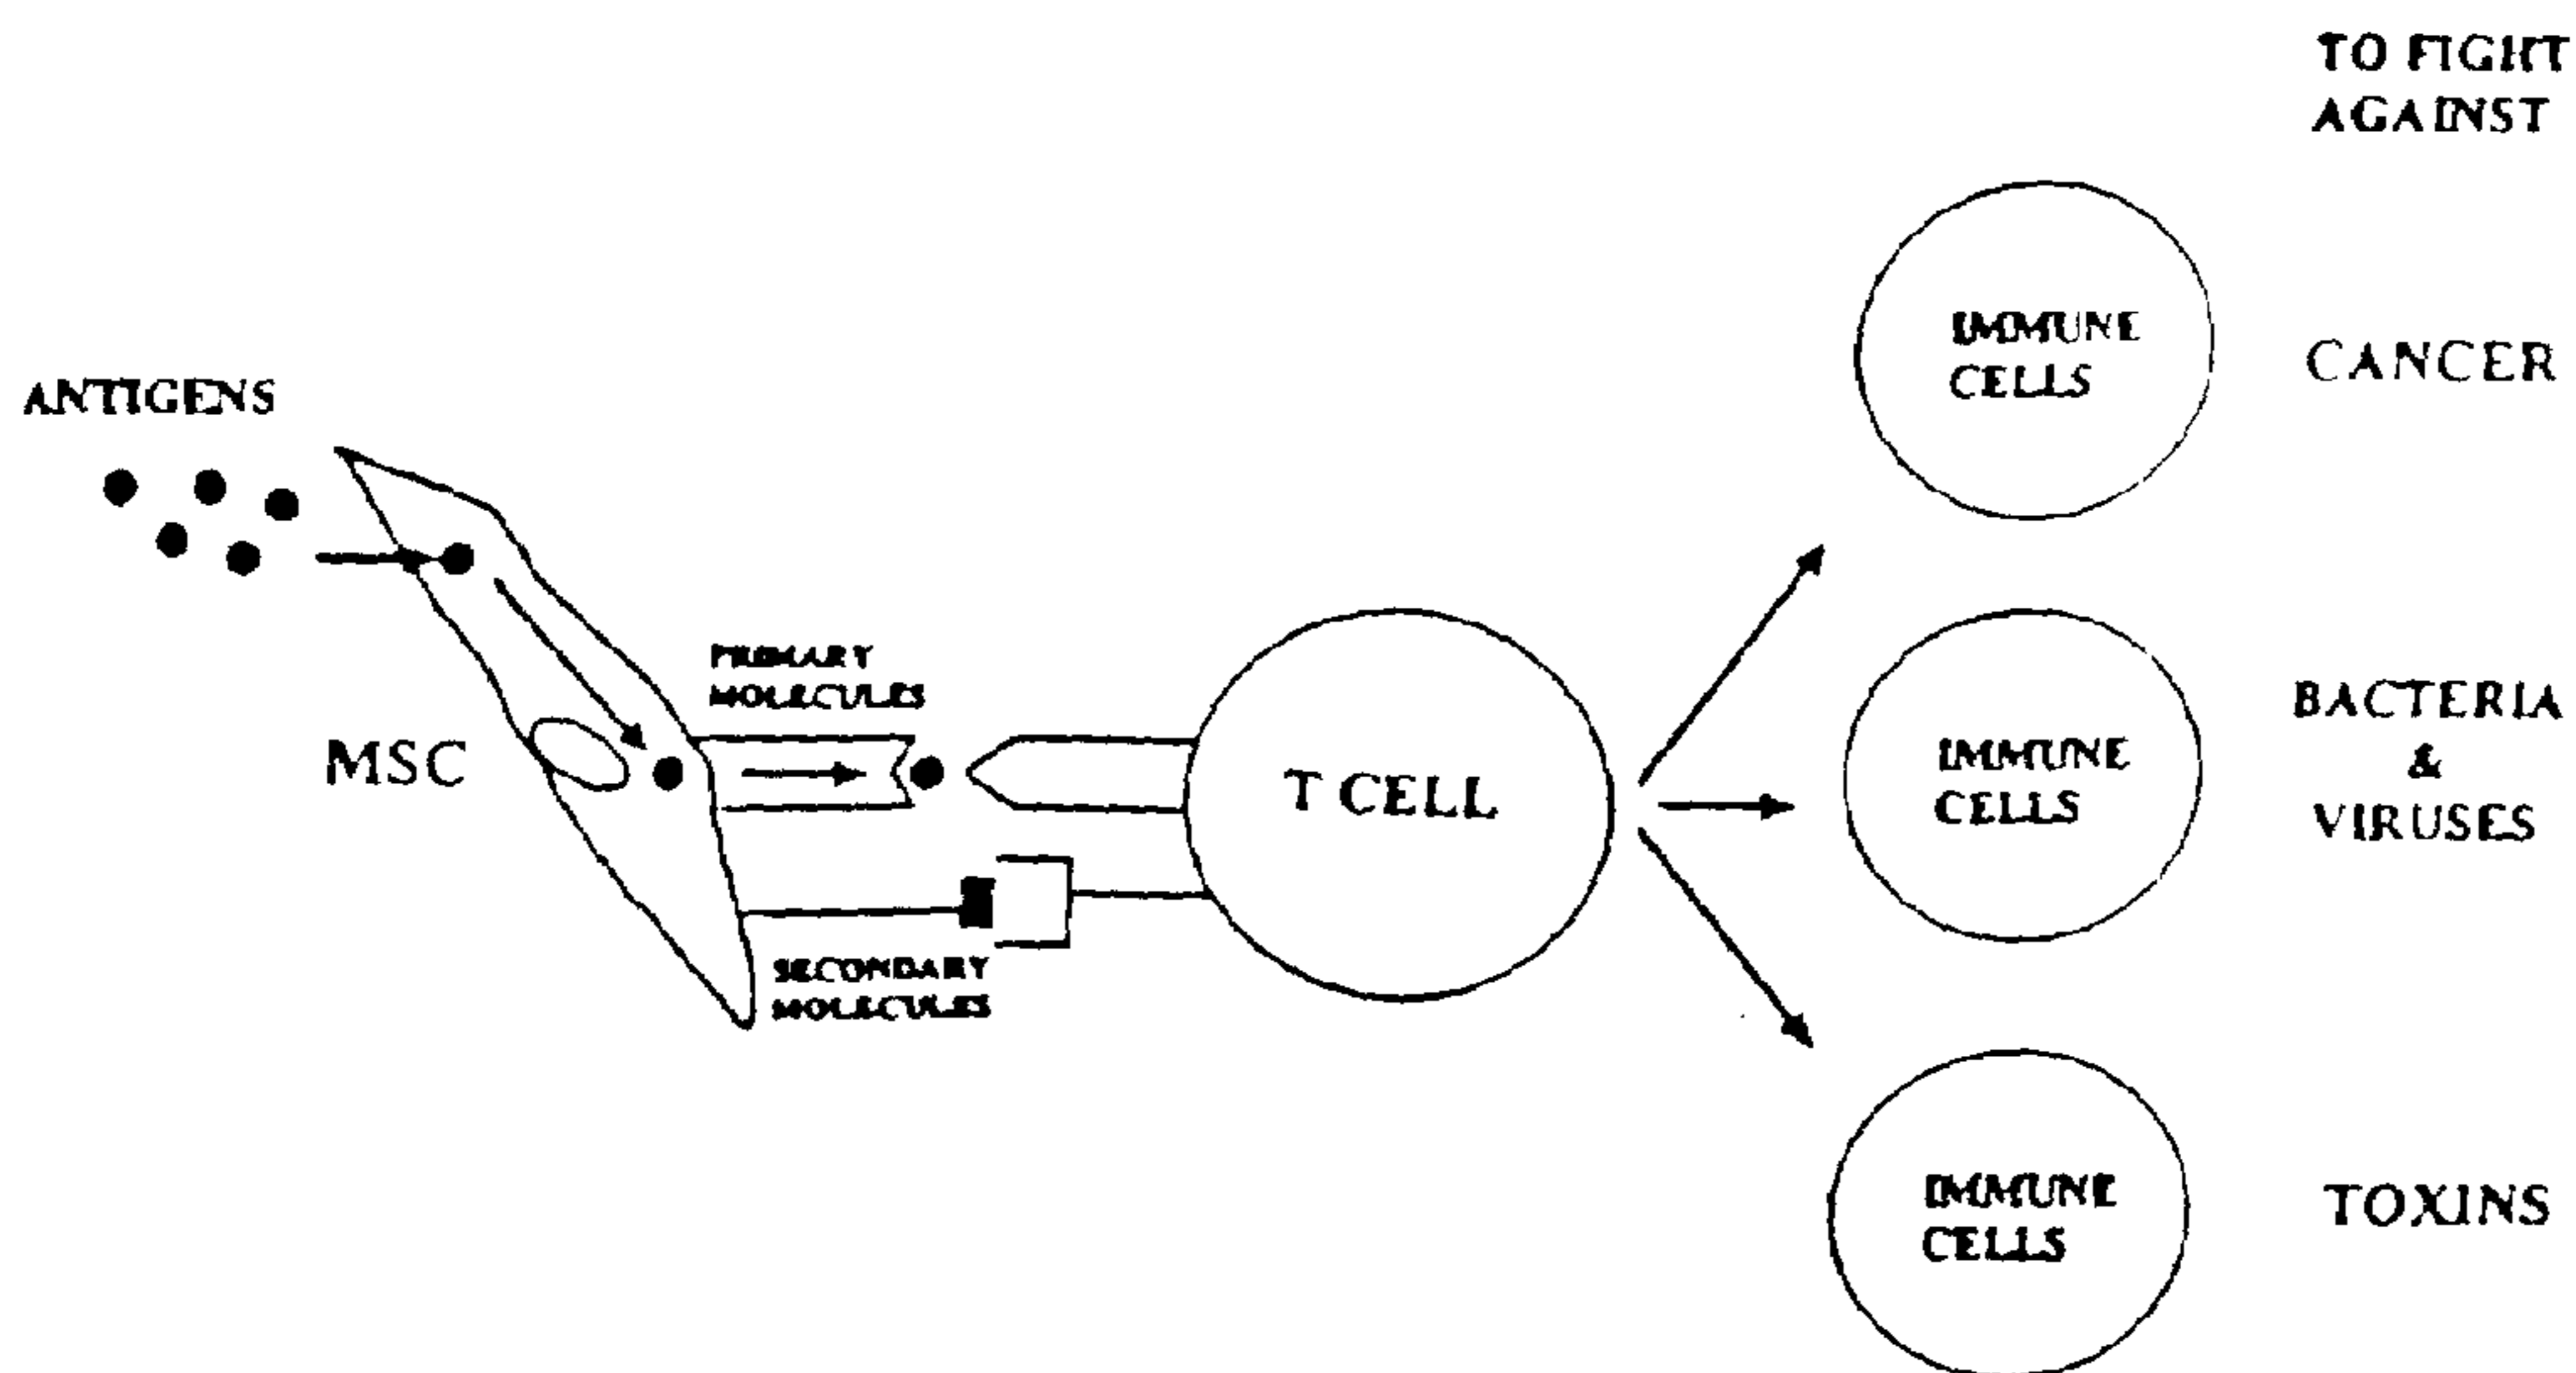 TO FIGHT
AGAINST
IMMUNE
CELLS
CANCER
ANTIGENS
PRIMARY
MOLECULES
MSC
T CELL
IMMUNE
CELLS
BACTERIA
&
VIRUSES
SECONDARY
MOLECULES
IMMUNE
CELLS
TOXINS